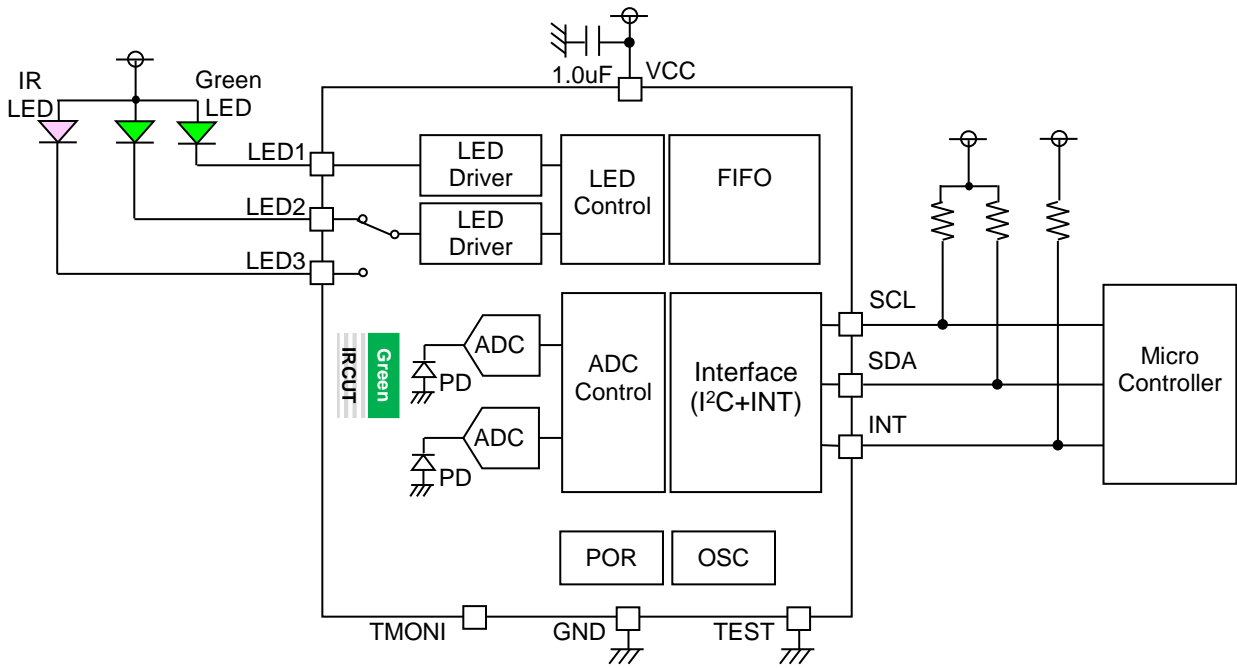 1.0uF
VCC
IR
LED
Green
LED
LED1
LED2
LED3
LED
Driver
LED
Driver
LED
Control
FIFO
Green
IRCUT
ADC
PD
ADC
PD
ADC
Control
Interface
(I²C+INT)
SCL
SDA
INT
Micro
Controller
POR
OSC
TMONI
GND
TEST